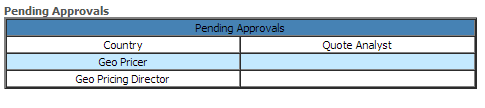 Pending Approvals
Pending Approvals
Country Quote Analyst
Geo Pricer
Geo Pricing Director